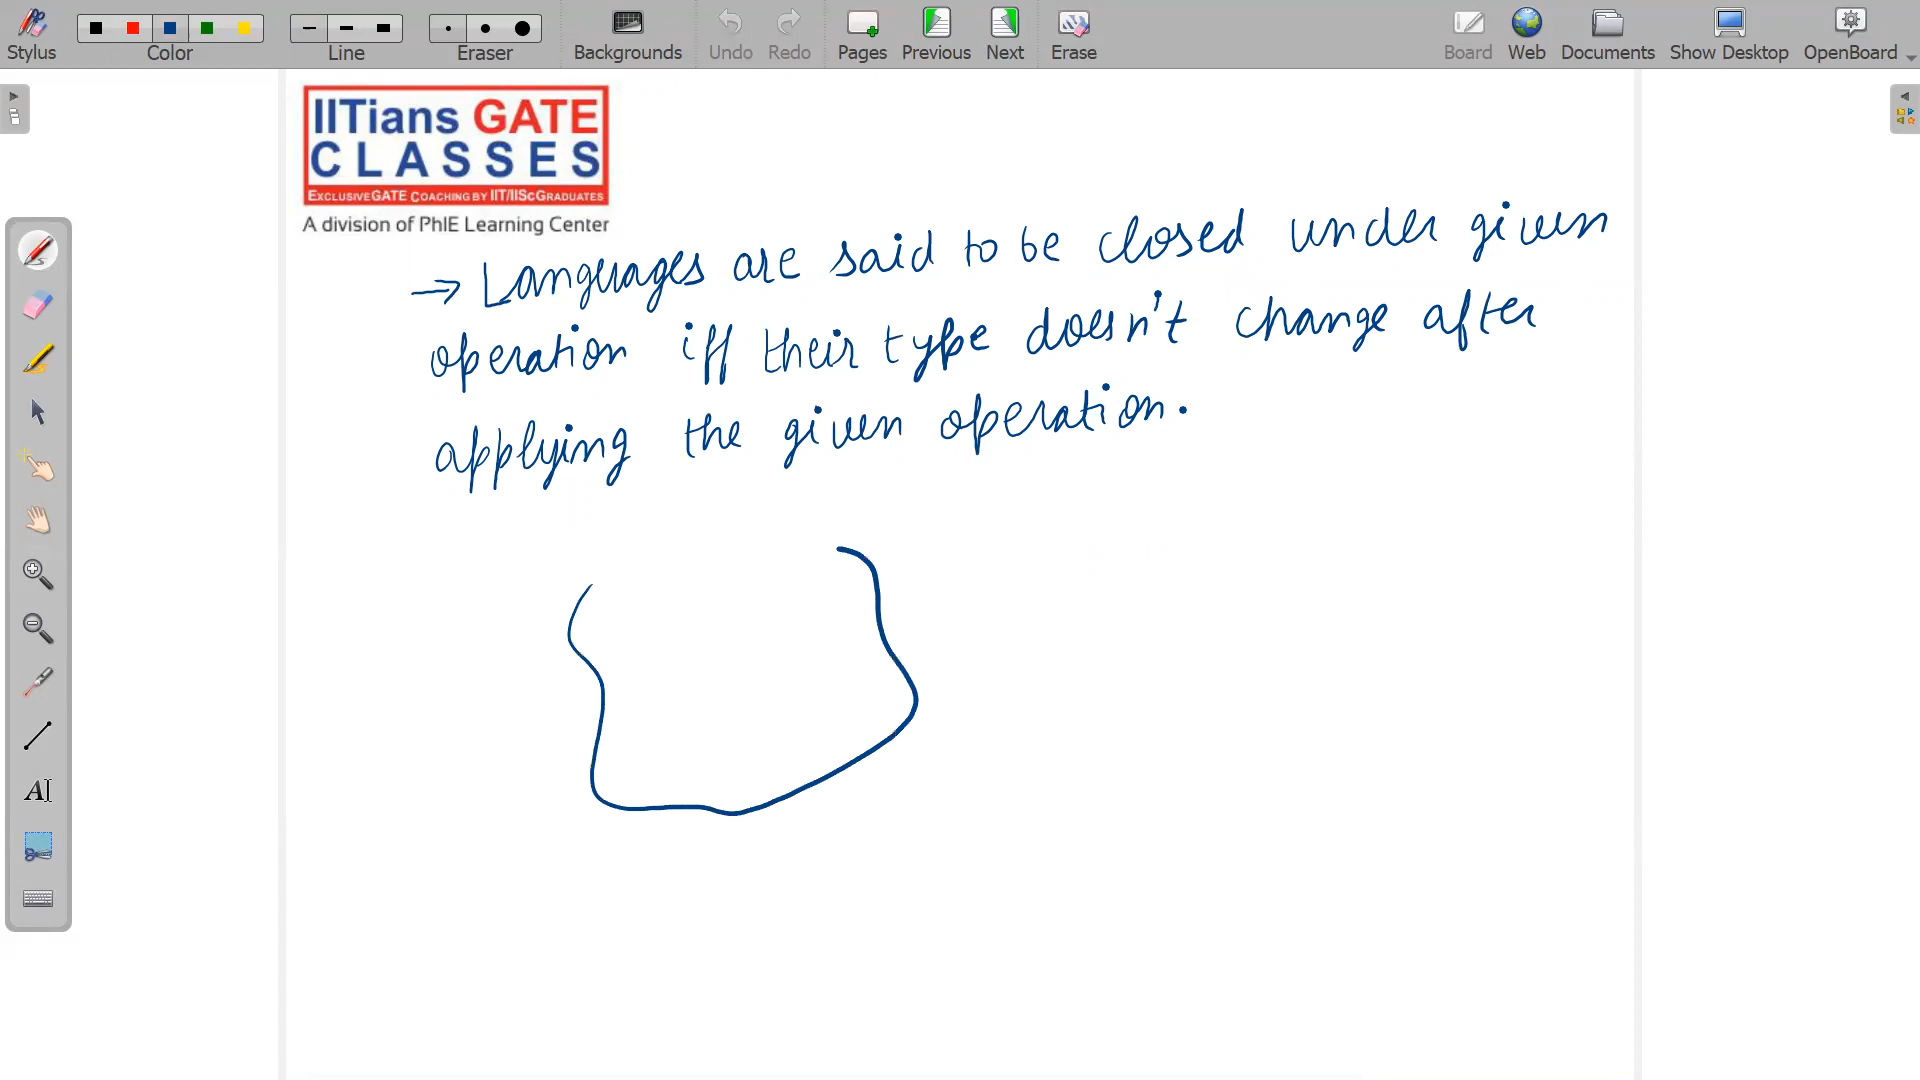 Stylus
Color
Line
Eraser
Backgrounds
Undo
Redo
Pages
Previous
Next
Erase
Board
Web
Documents
Show Desktop
OpenBoard
IITians GATE
CLASSES
EXCLUSIVE GATE COACHING BY IIT/IISC GRADUATES
A division of PhIE Learning Center
→ Languages are said to be closed under given
operation iff their type doesn't change after
applying the given operation.